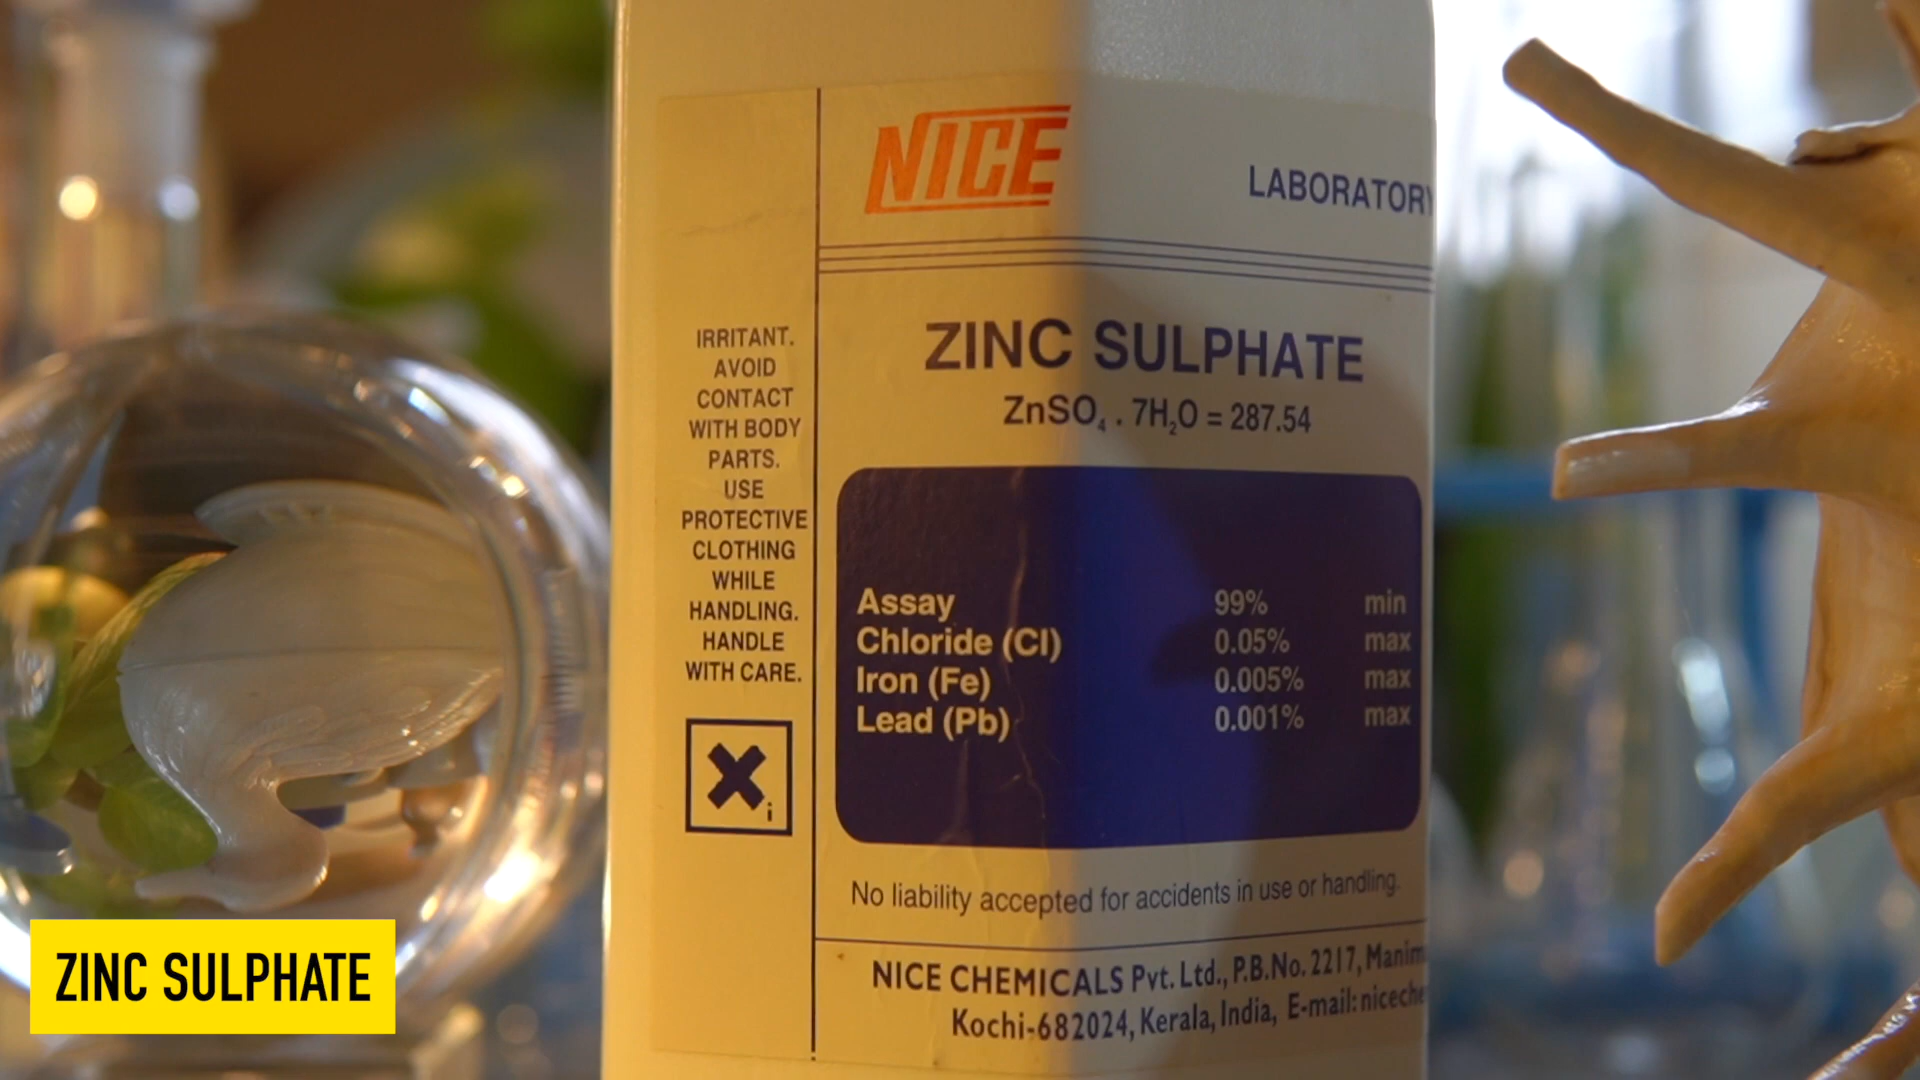 NICE
LABORATORY
ZINC SULPHATE
ZnSO₄ . 7H₂O = 287.54
IRRITANT.
AVOID
CONTACT
WITH BODY
PARTS.
USE
PROTECTIVE
CLOTHING
WHILE
HANDLING.
HANDLE
WITH CARE.
i
Assay 99% min
Chloride (Cl) 0.05% max
Iron (Fe) 0.005% max
Lead (Pb) 0.001% max
No liability accepted for accidents in use or handling.
NICE CHEMICALS Pvt. Ltd., P.B.No. 2217, Manim
Kochi-682024, Kerala, India, E-mail: niceche
ZINC SULPHATE